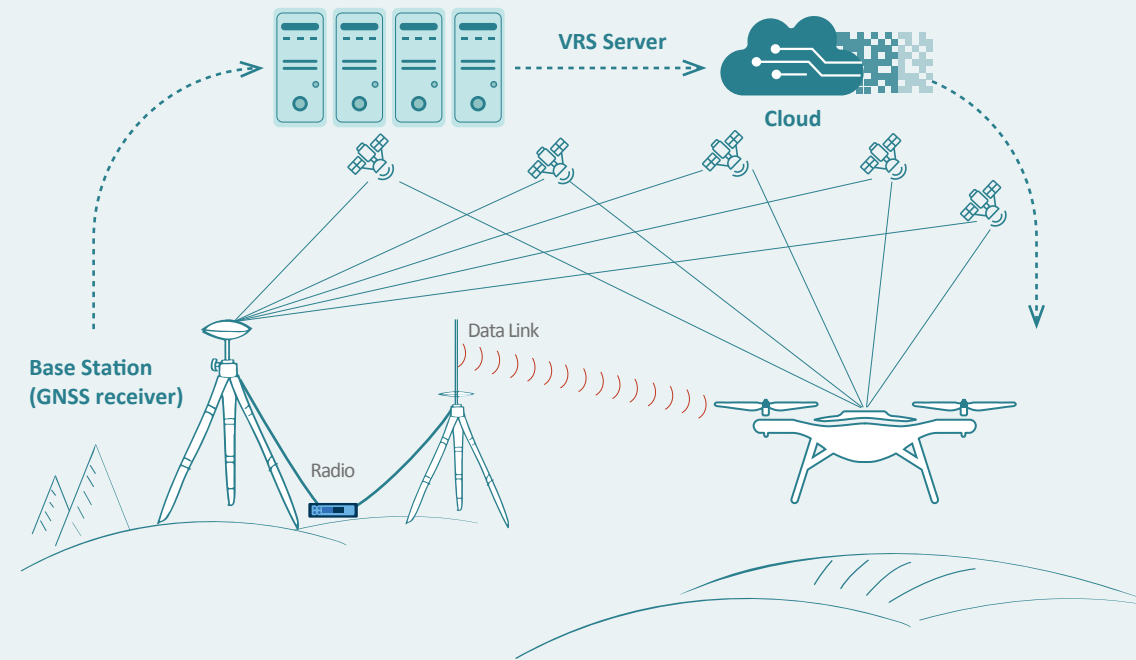 VRS Server
Cloud
Data Link
Base Station
(GNSS receiver)
Radio